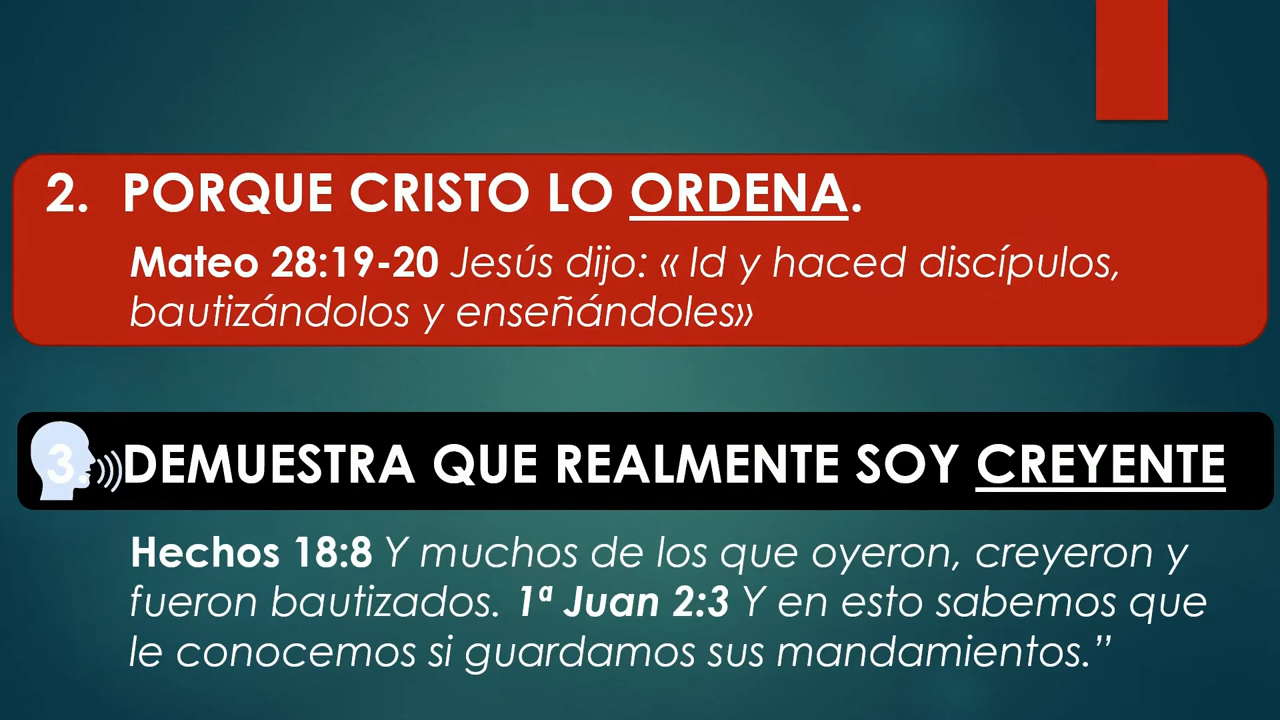 2. PORQUE CRISTO LO ORDENA.
Mateo 28:19-20 Jesús dijo: « Id y haced discípulos,
bautizándolos y enseñándoles»
3. DEMUESTRA QUE REALMENTE SOY CREYENTE
Hechos 18:8 Y muchos de los que oyeron, creyeron y
fueron bautizados. 1ª Juan 2:3 Y en esto sabemos que
le conocemos si guardamos sus mandamientos.”